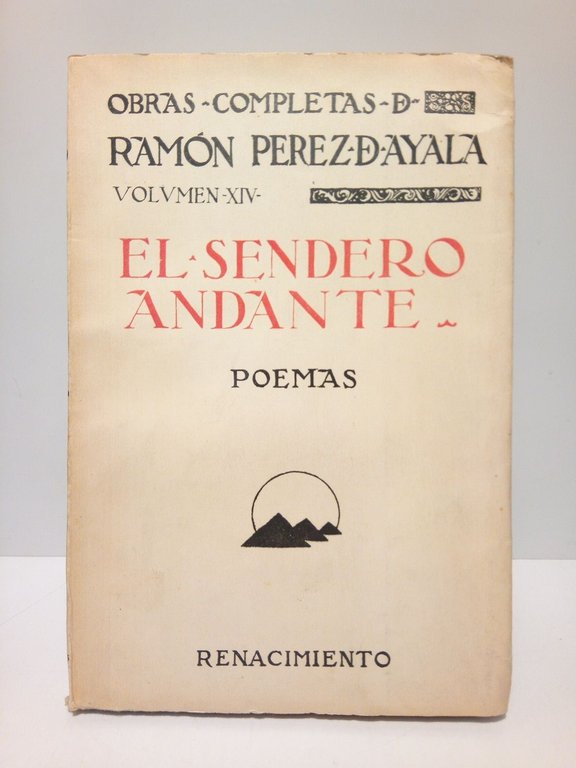 OBRAS-COMPLETAS-D-
RAMÓN PEREZ·D·AYALA
VOLVMEN-XIV-
EL·SENDERO
ANDANTE
POEMAS
RENACIMIENTO